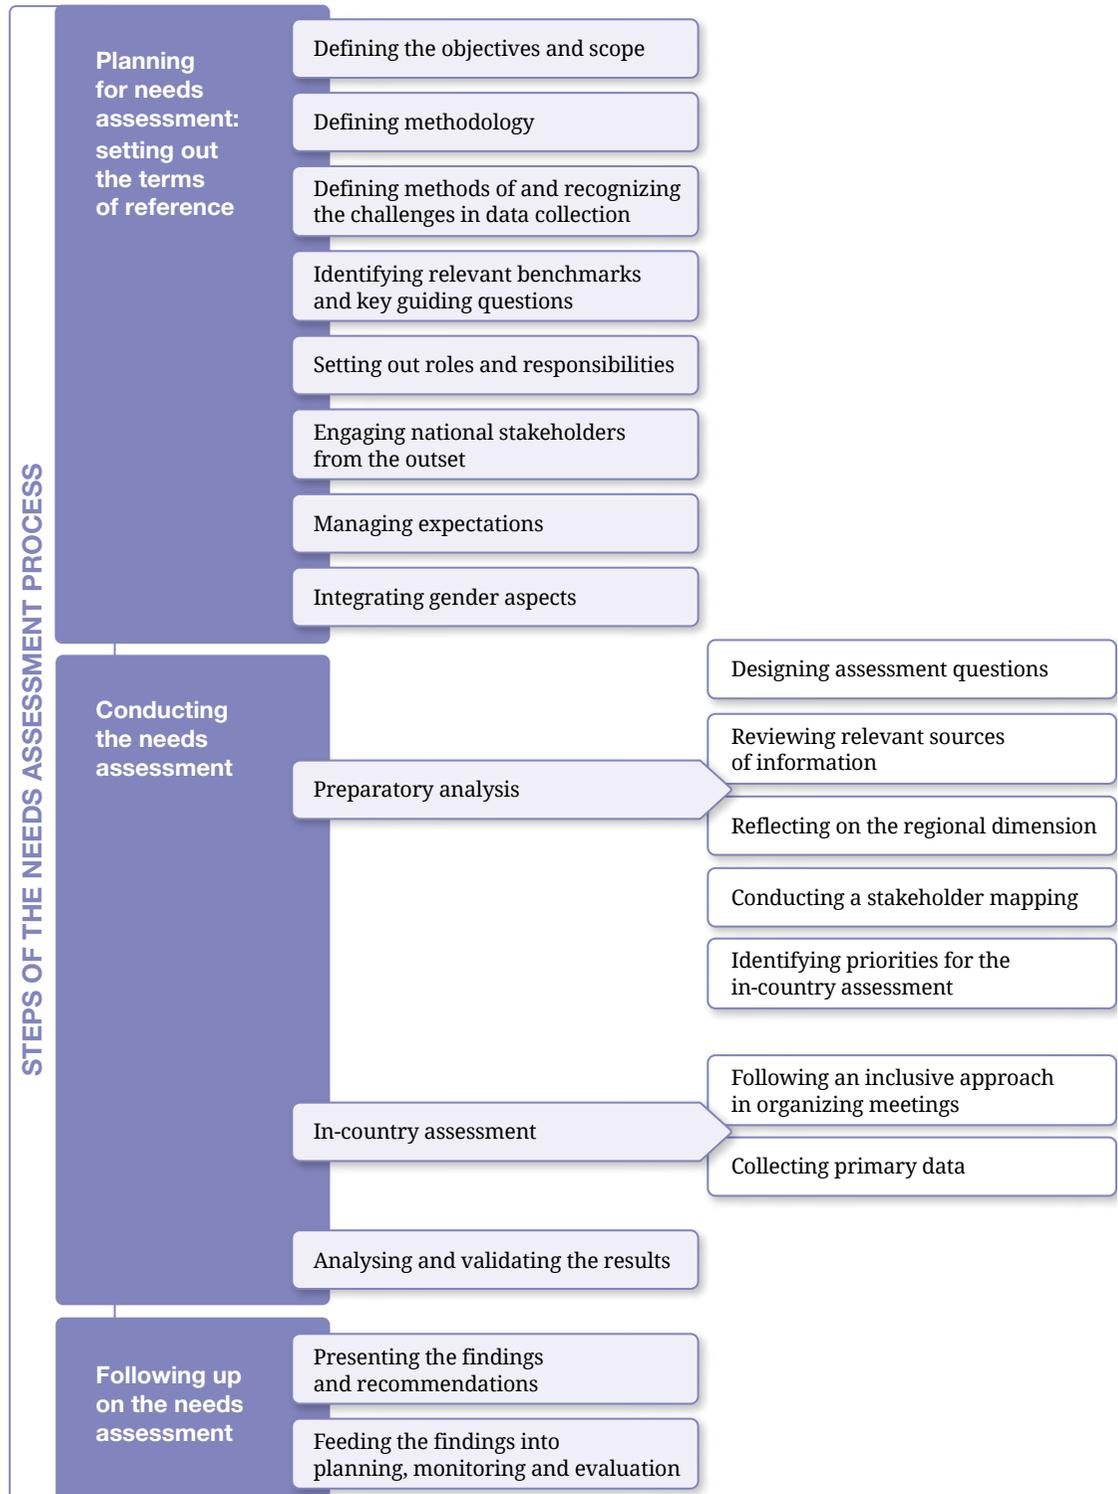 STEPS OF THE NEEDS ASSESSMENT PROCESS
Planning
for needs
assessment:
setting out
the terms
of reference
Defining the objectives and scope
Defining methodology
Defining methods of and recognizing
the challenges in data collection
Identifying relevant benchmarks
and key guiding questions
Setting out roles and responsibilities
Engaging national stakeholders
from the outset
Managing expectations
Integrating gender aspects
Conducting
the needs
assessment
Preparatory analysis
Designing assessment questions
Reviewing relevant sources
of information
Reflecting on the regional dimension
Conducting a stakeholder mapping
Identifying priorities for the
in-country assessment
In-country assessment
Following an inclusive approach
in organizing meetings
Collecting primary data
Analysing and validating the results
Following up
on the needs
assessment
Presenting the findings
and recommendations
Feeding the findings into
planning, monitoring and evaluation